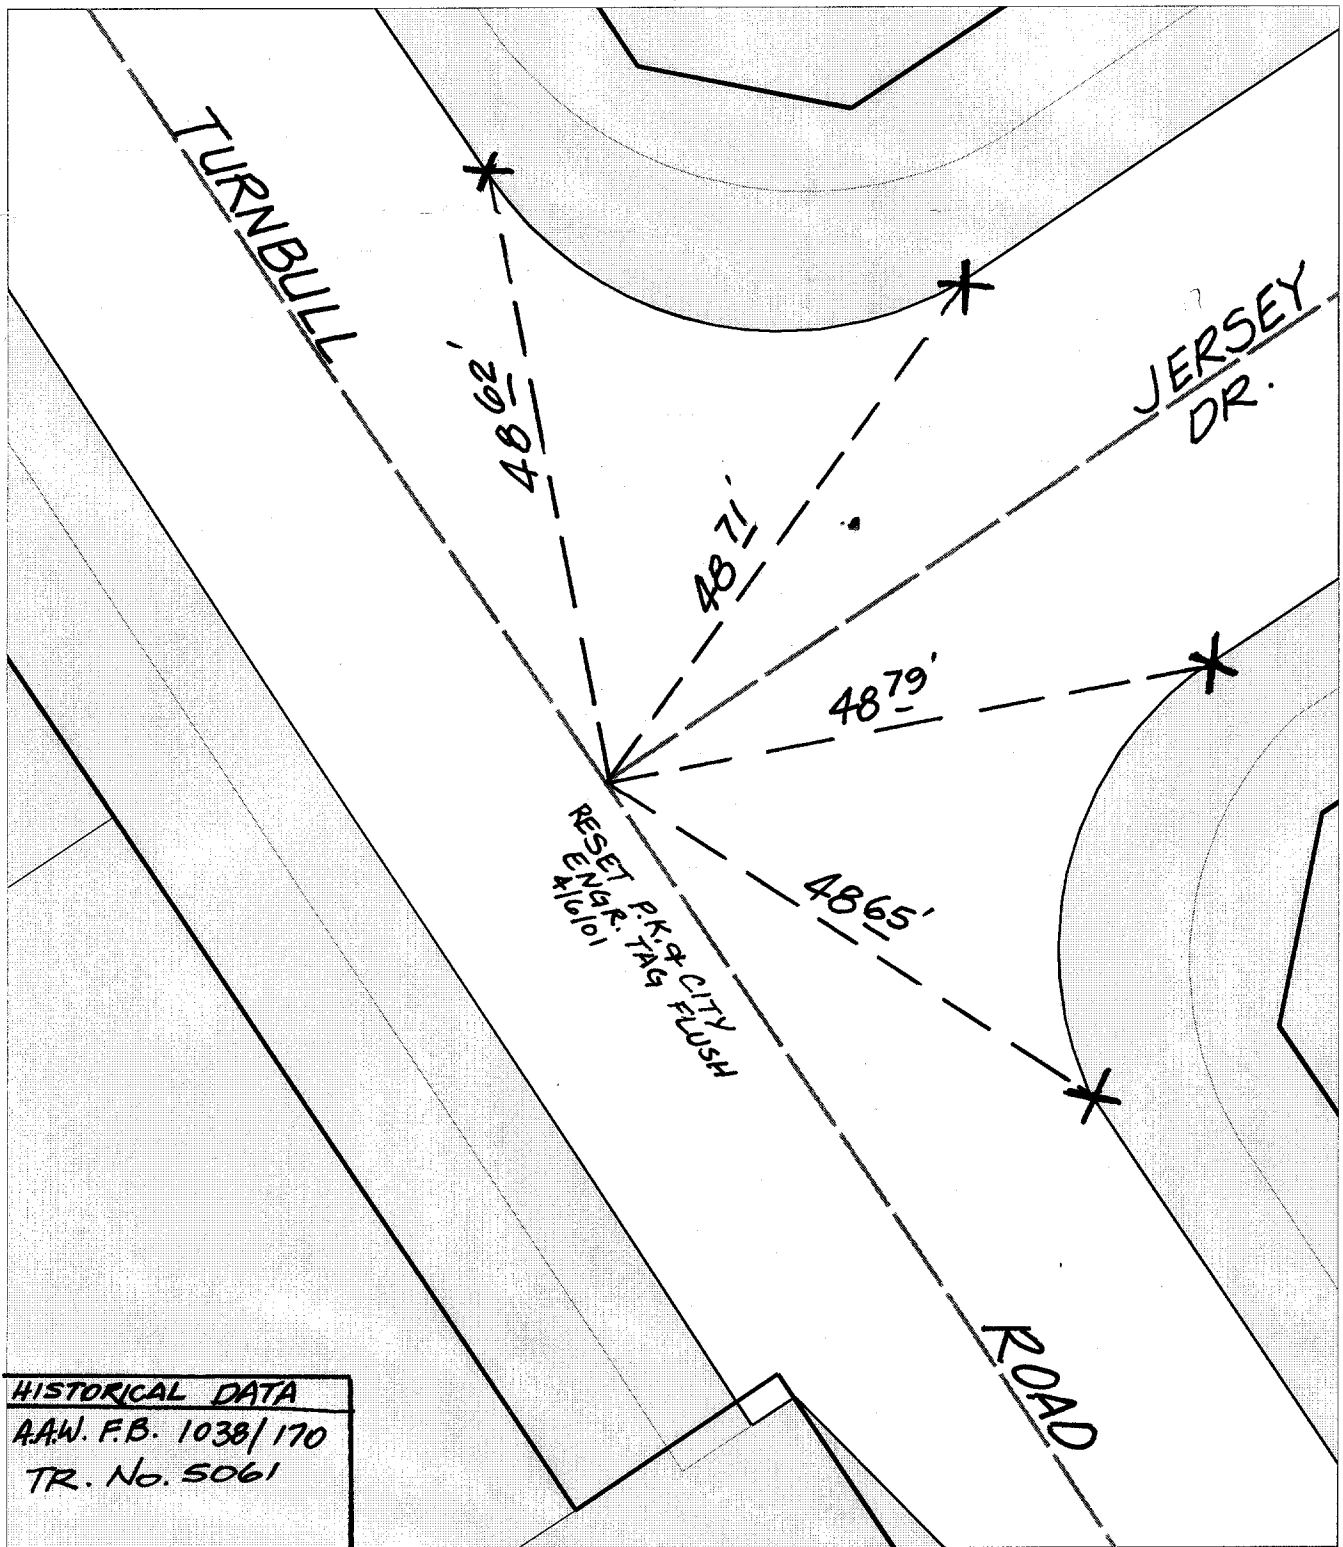 TURNBULL
JERSEY
DR.
48 62'
48 71'
48 79'
48 65'
RESET P.K. & CITY
ENGR. TAG FLUSH
4/6/01
ROAD
HISTORICAL DATA
A.A.W. F.B. 1038/170
TR. No. 5061